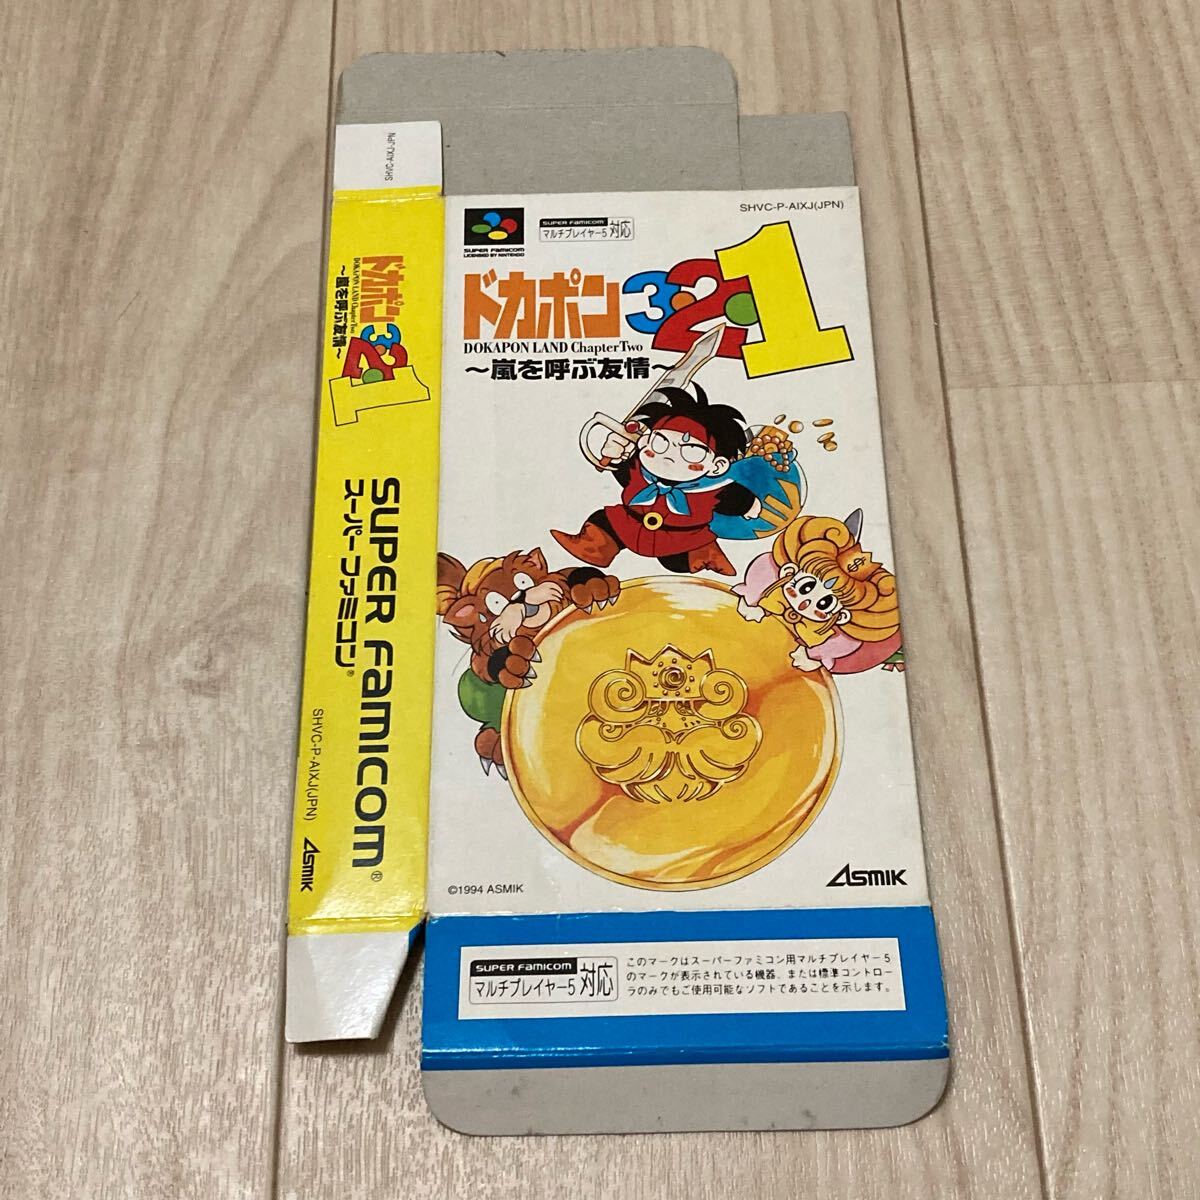 SHVC-AIXJ-JPN
ドカポン3・2・1
DOKAPON LAND Chapter Two
～嵐を呼ぶ友情～
SUPER FAMICOM®
スーパーファミコン®
SHVC-P-AIXJ(JPN)
ASMIK
SHVC-P-AIXJ(JPN)
SUPER FAMICOM
LICENSED BY NINTENDO
SUPER FAMICOM
マルチプレイヤー5 対応
ドカポン3・2・1
DOKAPON LAND Chapter Two
～嵐を呼ぶ友情～
$
©1994 ASMIK
ASMIK
SUPER FAMICOM
マルチプレイヤー5 対応
このマークはスーパーファミコン用マルチプレイヤー5
のマークが表示されている機器、または標準コントロー
ラのみでもご使用可能なソフトであることを示します。